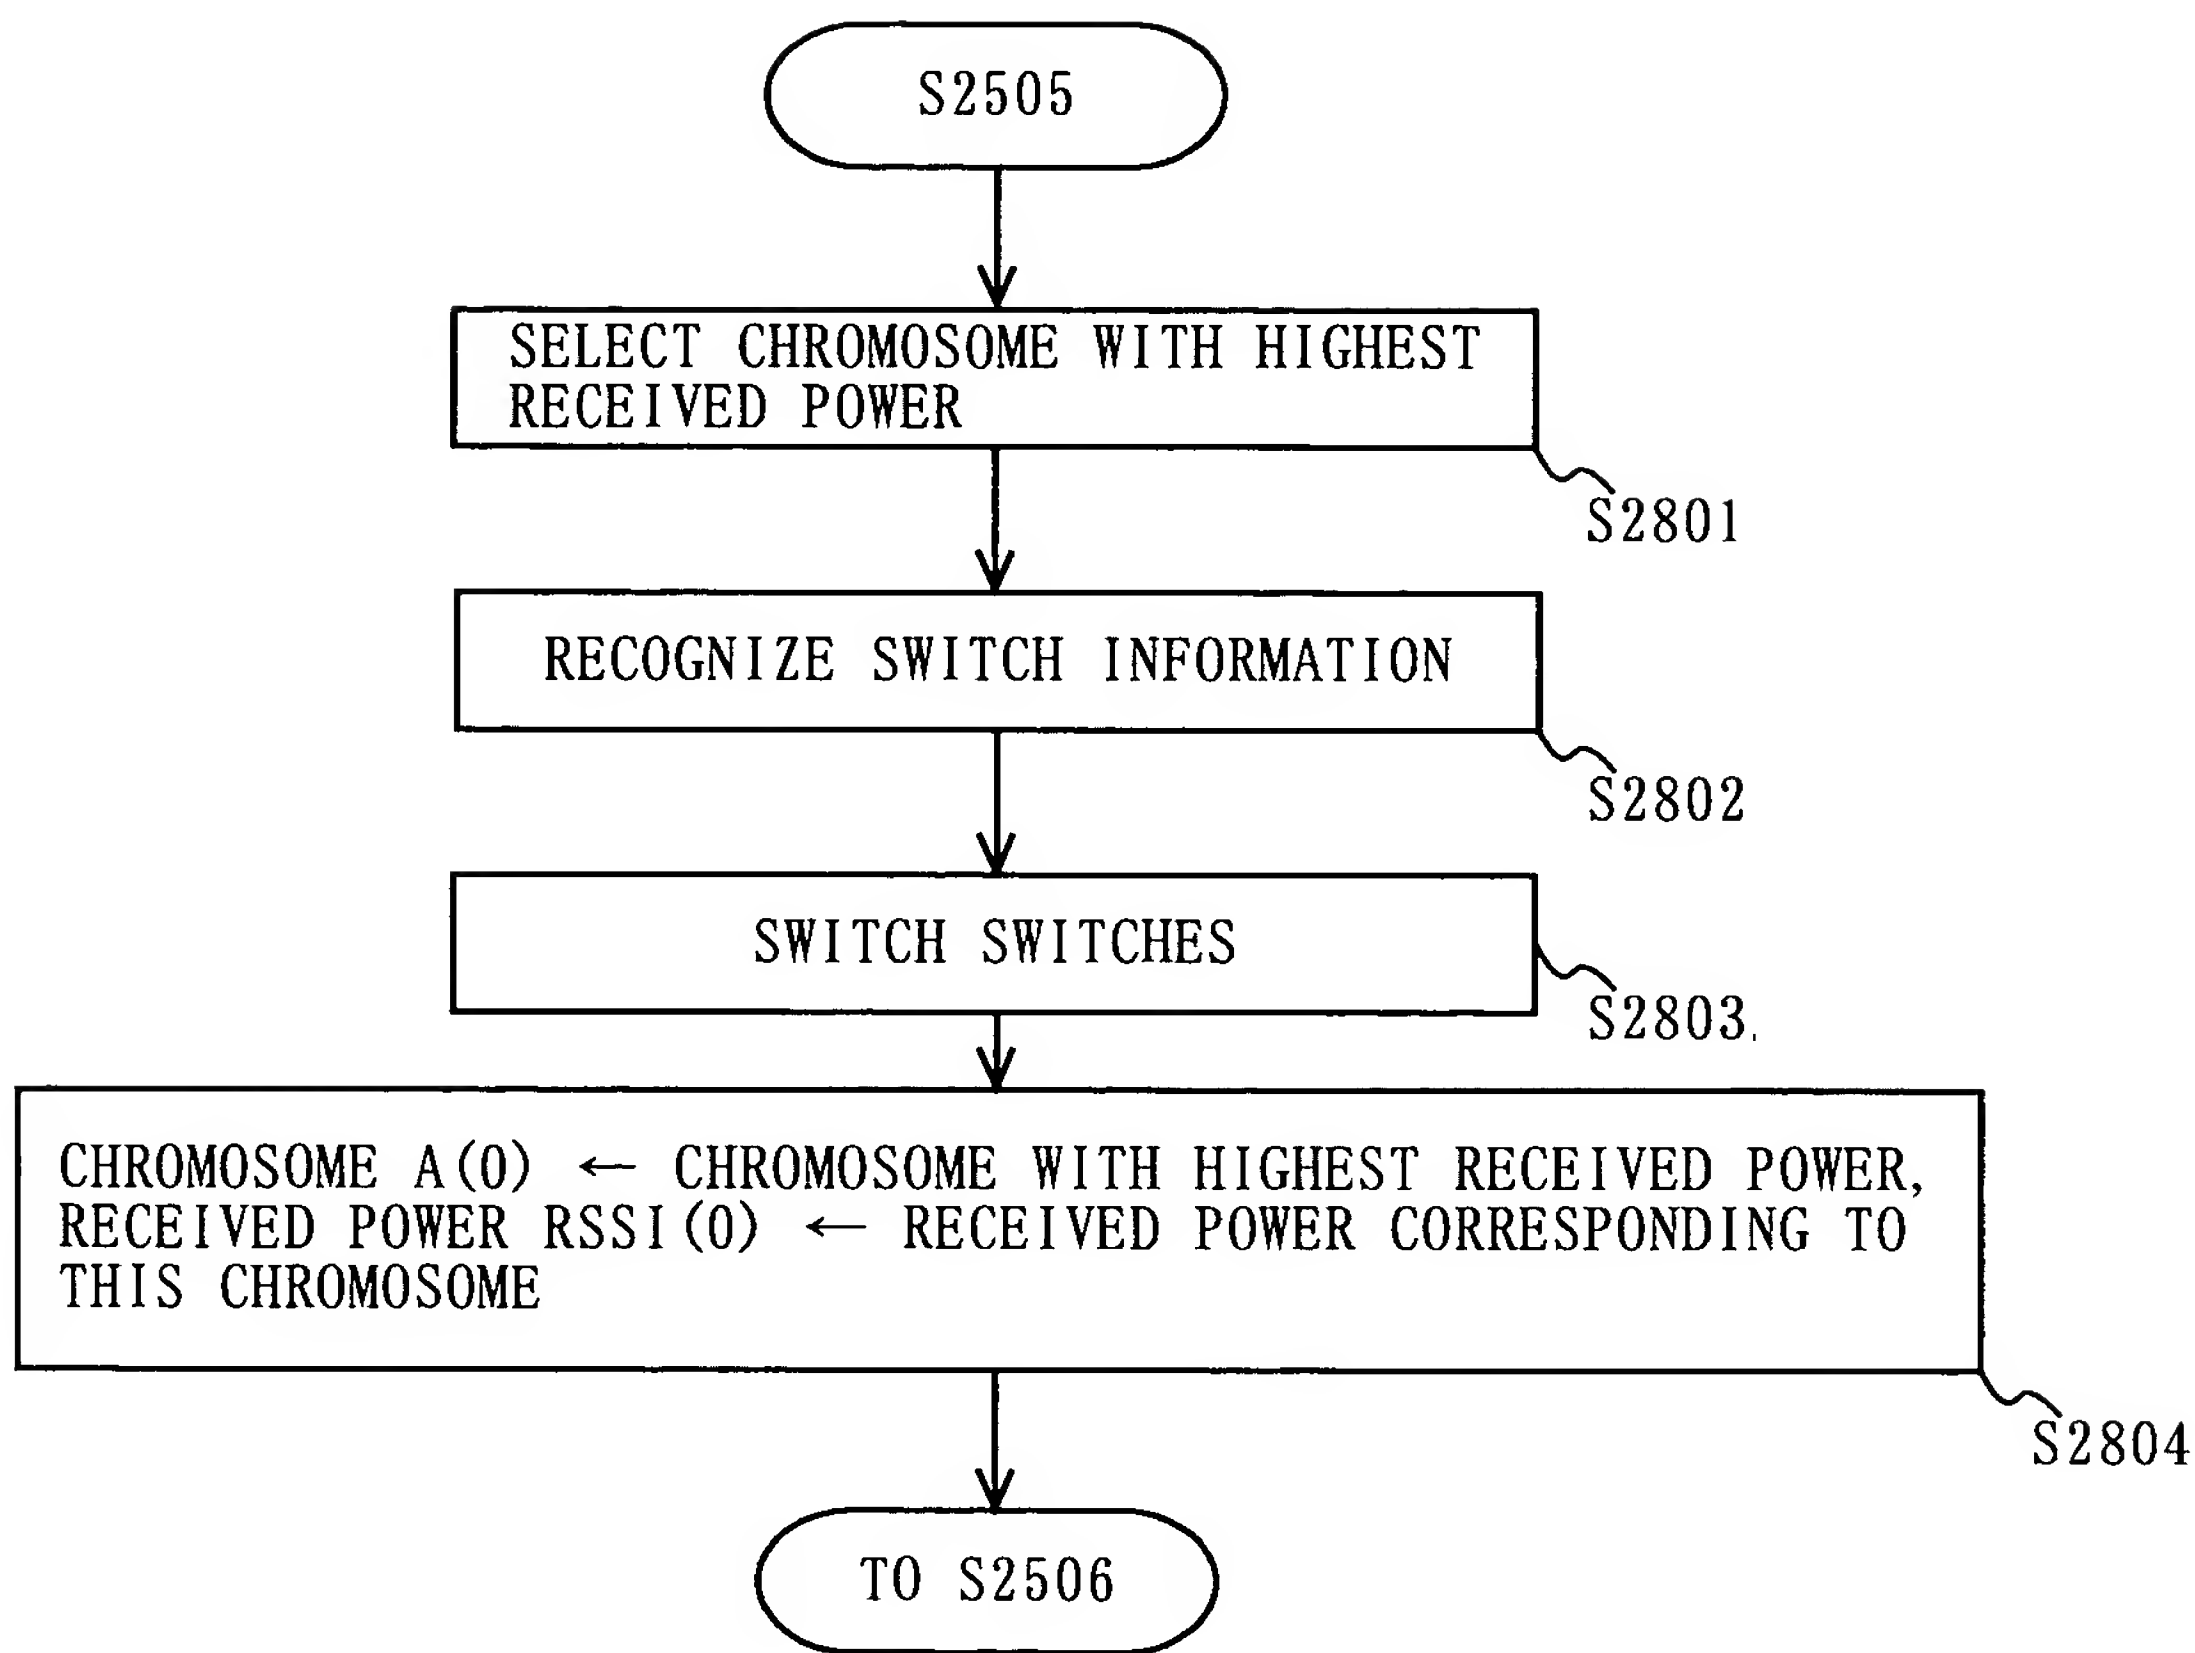 S2505
SELECT CHROMOSOME WITH HIGHEST
RECEIVED POWER
S2801
RECOGNIZE SWITCH INFORMATION
S2802
SWITCH SWITCHES
S2803
CHROMOSOME A(0) ← CHROMOSOME WITH HIGHEST RECEIVED POWER,
RECEIVED POWER RSSI(0) ← RECEIVED POWER CORRESPONDING TO
THIS CHROMOSOME
S2804
TO S2506